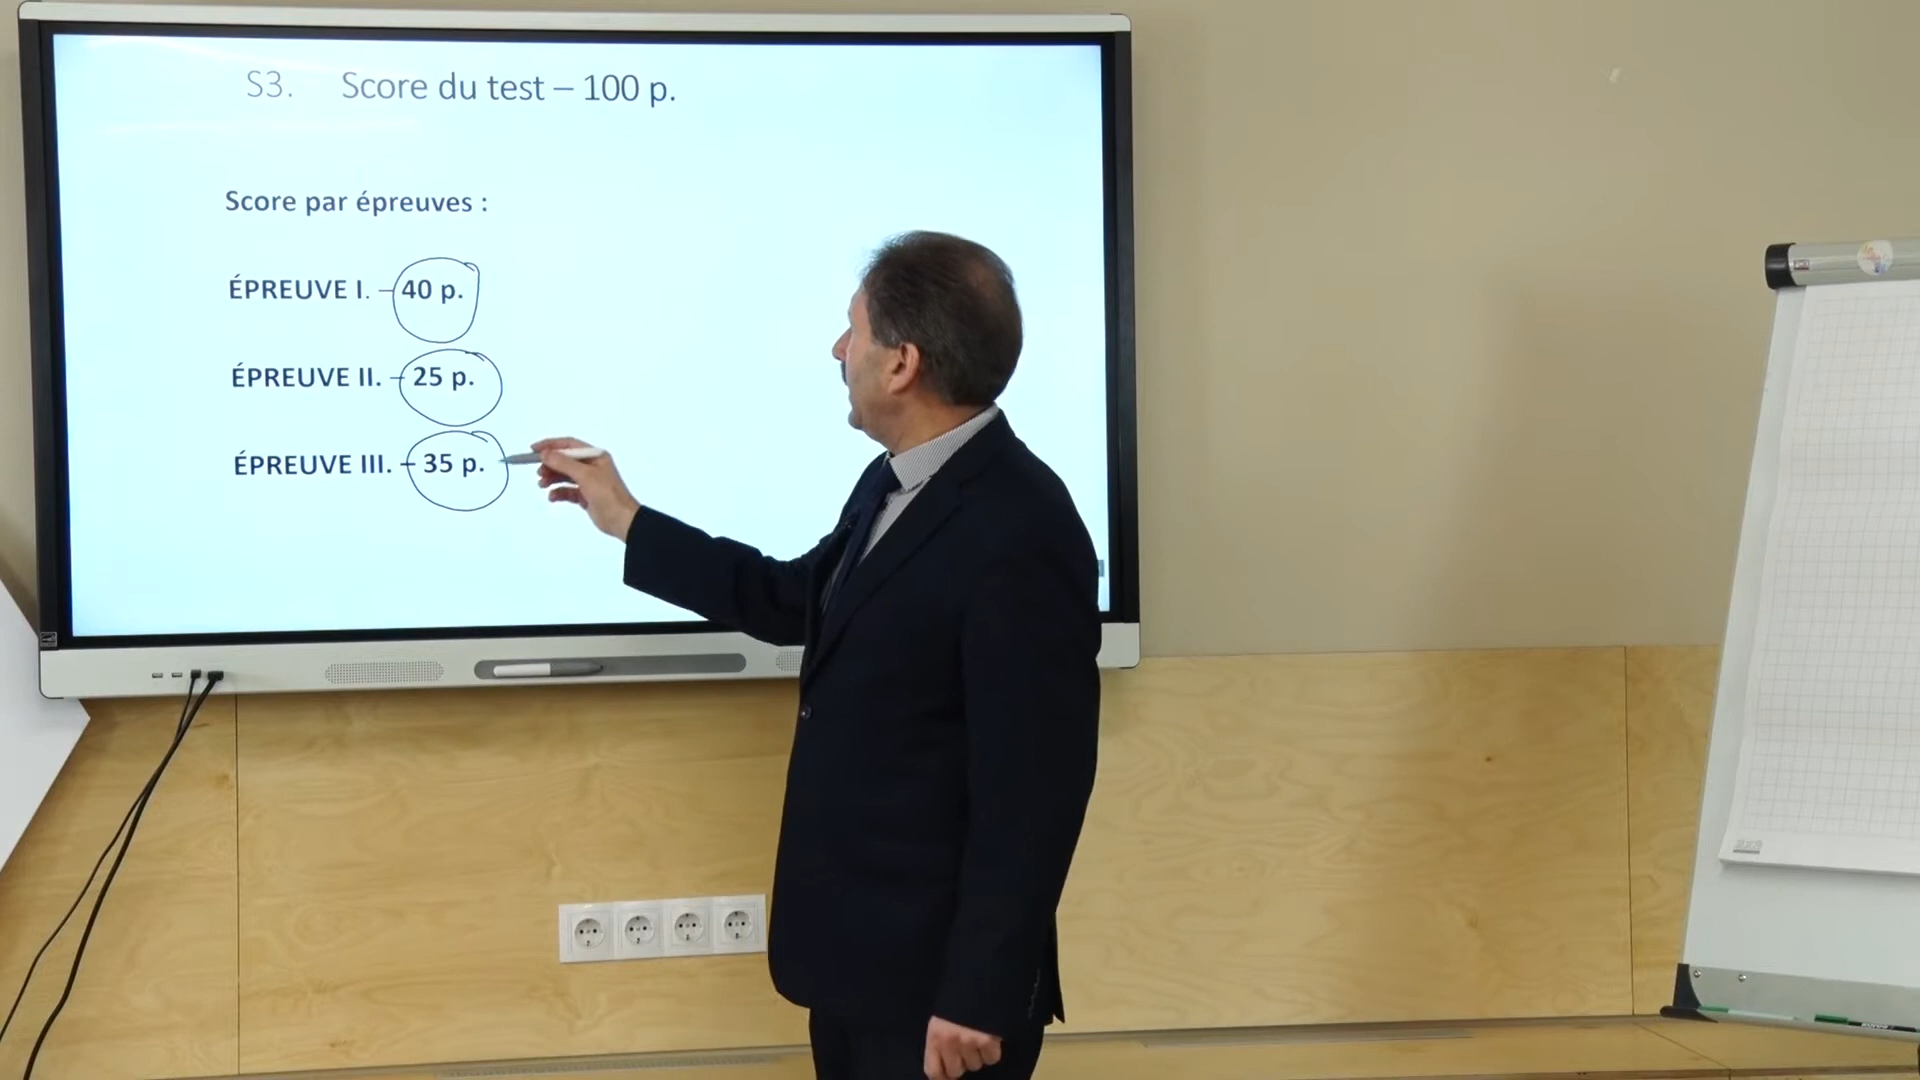 S3. Score du test – 100 p.
Score par épreuves :
ÉPREUVE I. – 40 p.
ÉPREUVE II. – 25 p.
ÉPREUVE III. – 35 p.